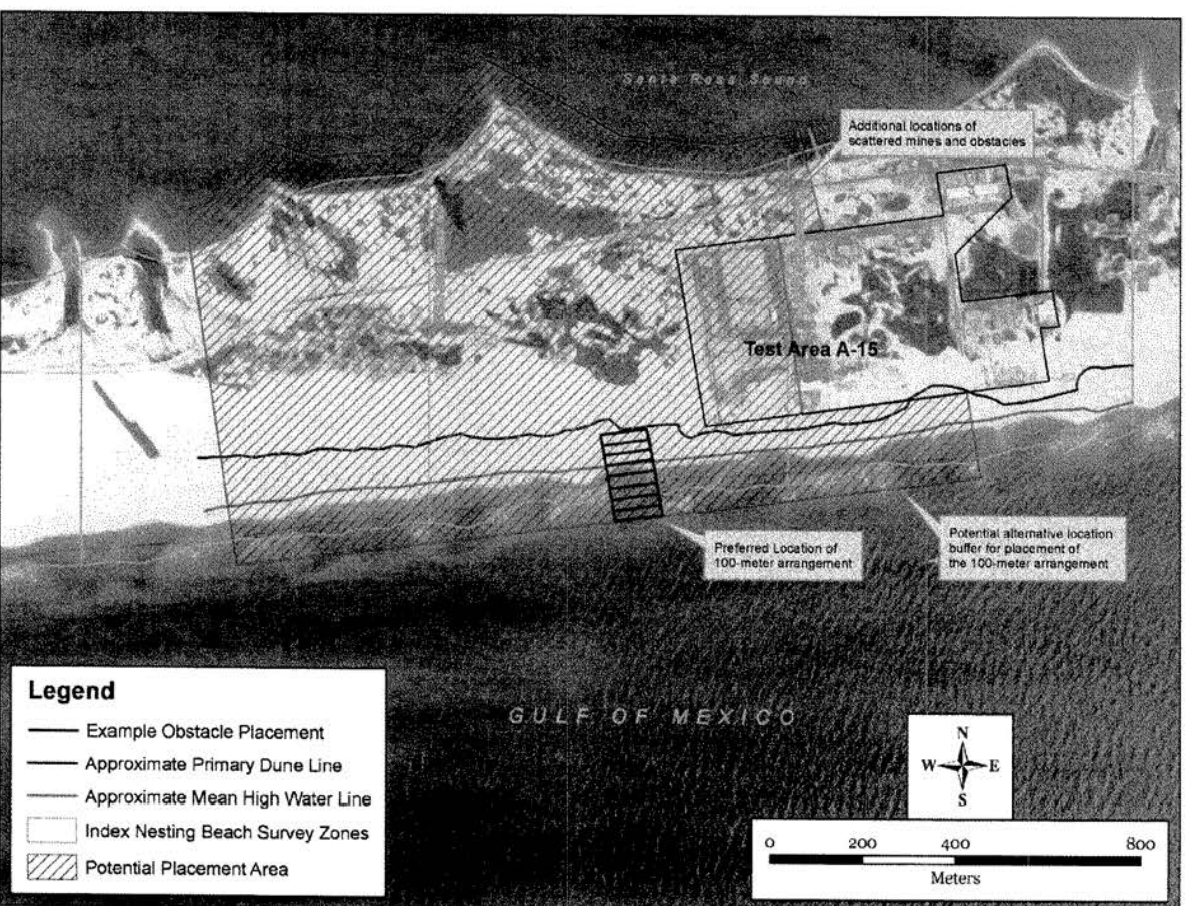 Santa Rosa Sound
Additional locations of
scattered mines and obstacles
Test Area A-15
Preferred Location of
100-meter arrangement
Potential alternative location
buffer for placement of
the 100-meter arrangement
GULF OF MEXICO
Legend
Example Obstacle Placement
Approximate Primary Dune Line
Approximate Mean High Water Line
Index Nesting Beach Survey Zones
Potential Placement Area
N
W E
S
0 200 400 800
Meters